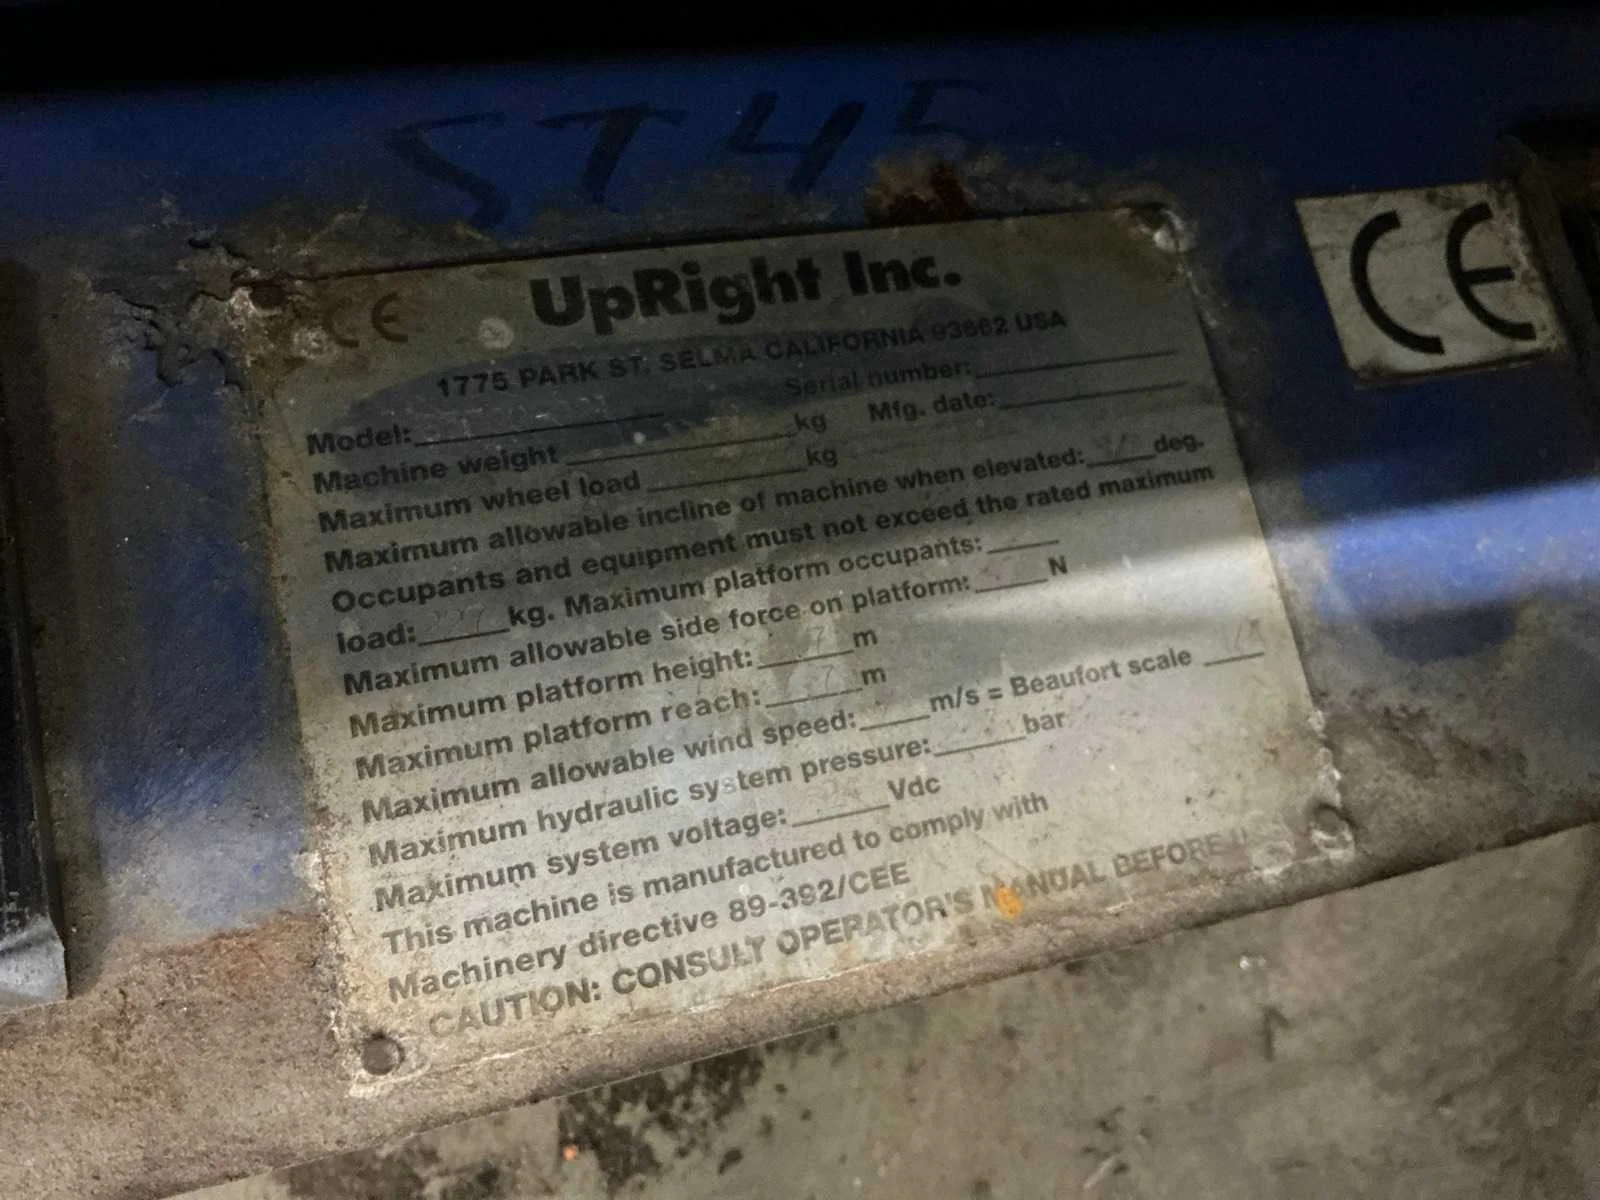 ST45
CE
UpRight Inc.
CE
1775 PARK ST. SELMA CALIFORNIA 93662 USA
Model: Serial number:
Machine weight kg Mfg. date:
Maximum wheel load kg
Maximum allowable incline of machine when elevated: deg.
Occupants and equipment must not exceed the rated maximum
load: kg. Maximum platform occupants:
Maximum allowable side force on platform: N
Maximum platform height: 7 m
Maximum platform reach: 7 m
Maximum allowable wind speed: m/s = Beaufort scale
Maximum hydraulic system pressure: bar
Maximum system voltage: Vdc
This machine is manufactured to comply with
Machinery directive 89-392/CEE
CAUTION: CONSULT OPERATOR'S MANUAL BEFORE